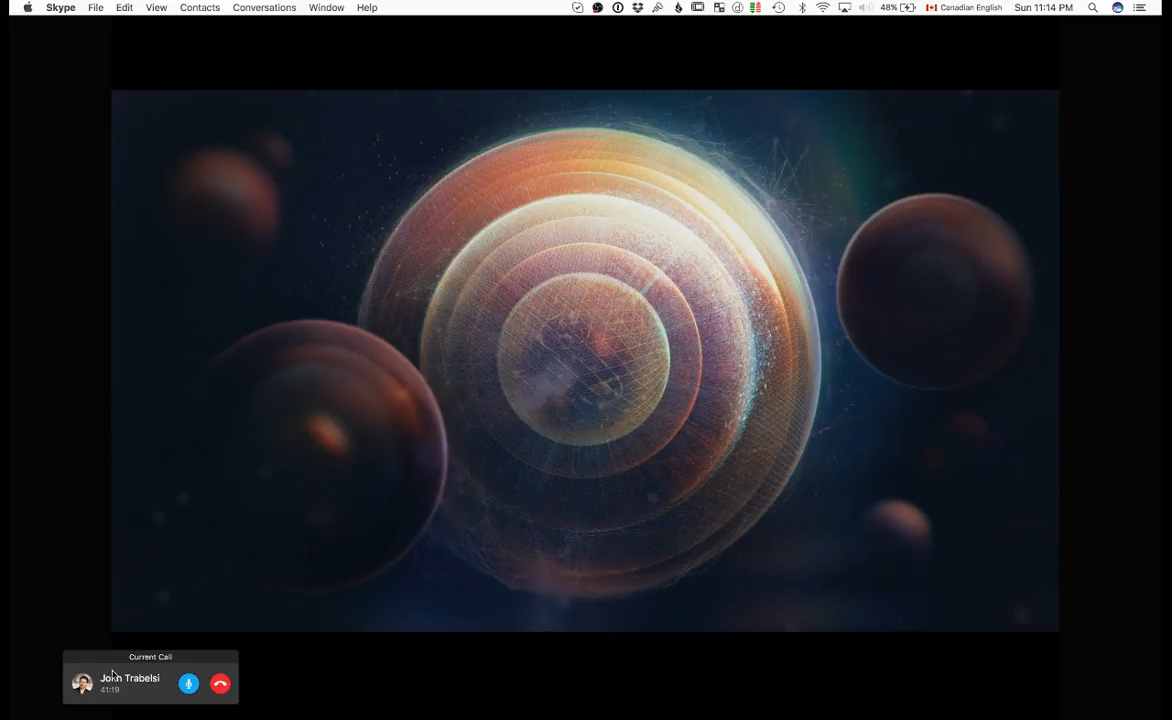 Skype File Edit View Contacts Conversations Window Help 48% Canadian English Sun 11:14 PM
Current Call
John Trabelsi
41:19